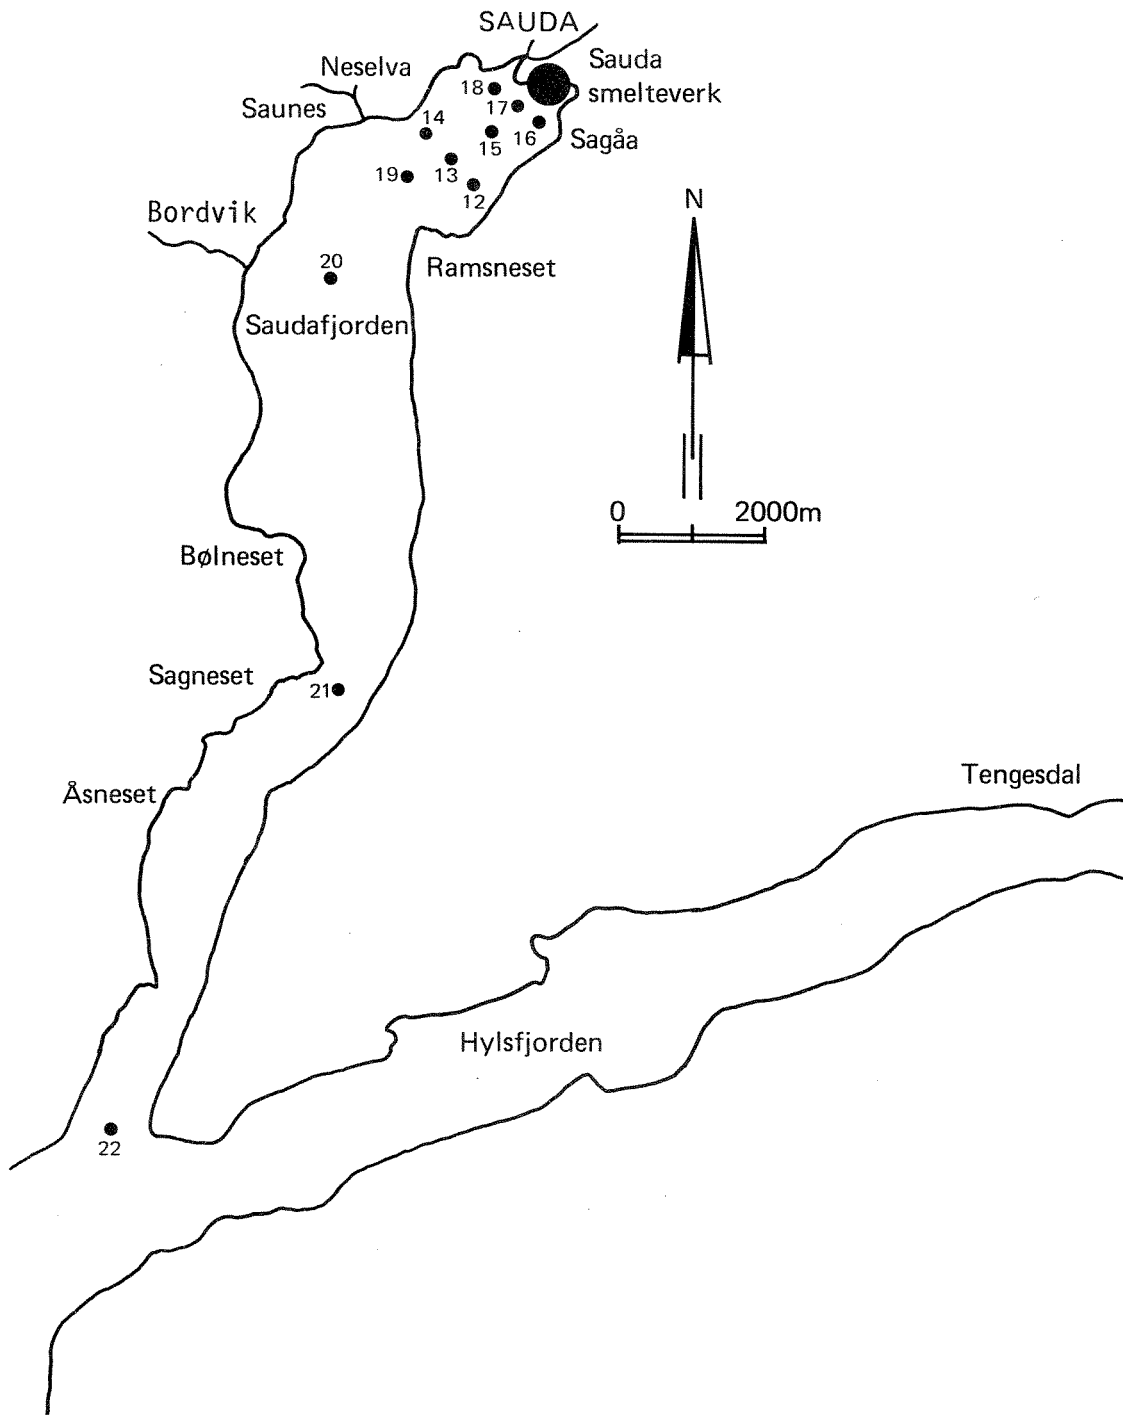 SAUDA
Neselva
Sauda
smelteverk
Saunes
18
17
14
15
16
Sagåa
19
13
12
N
Bordvik
20
Ramsneset
Saudafjorden
0 2000m
Bølneset
Sagneset
21
Åsneset
Tengesdal
Hylsfjorden
22